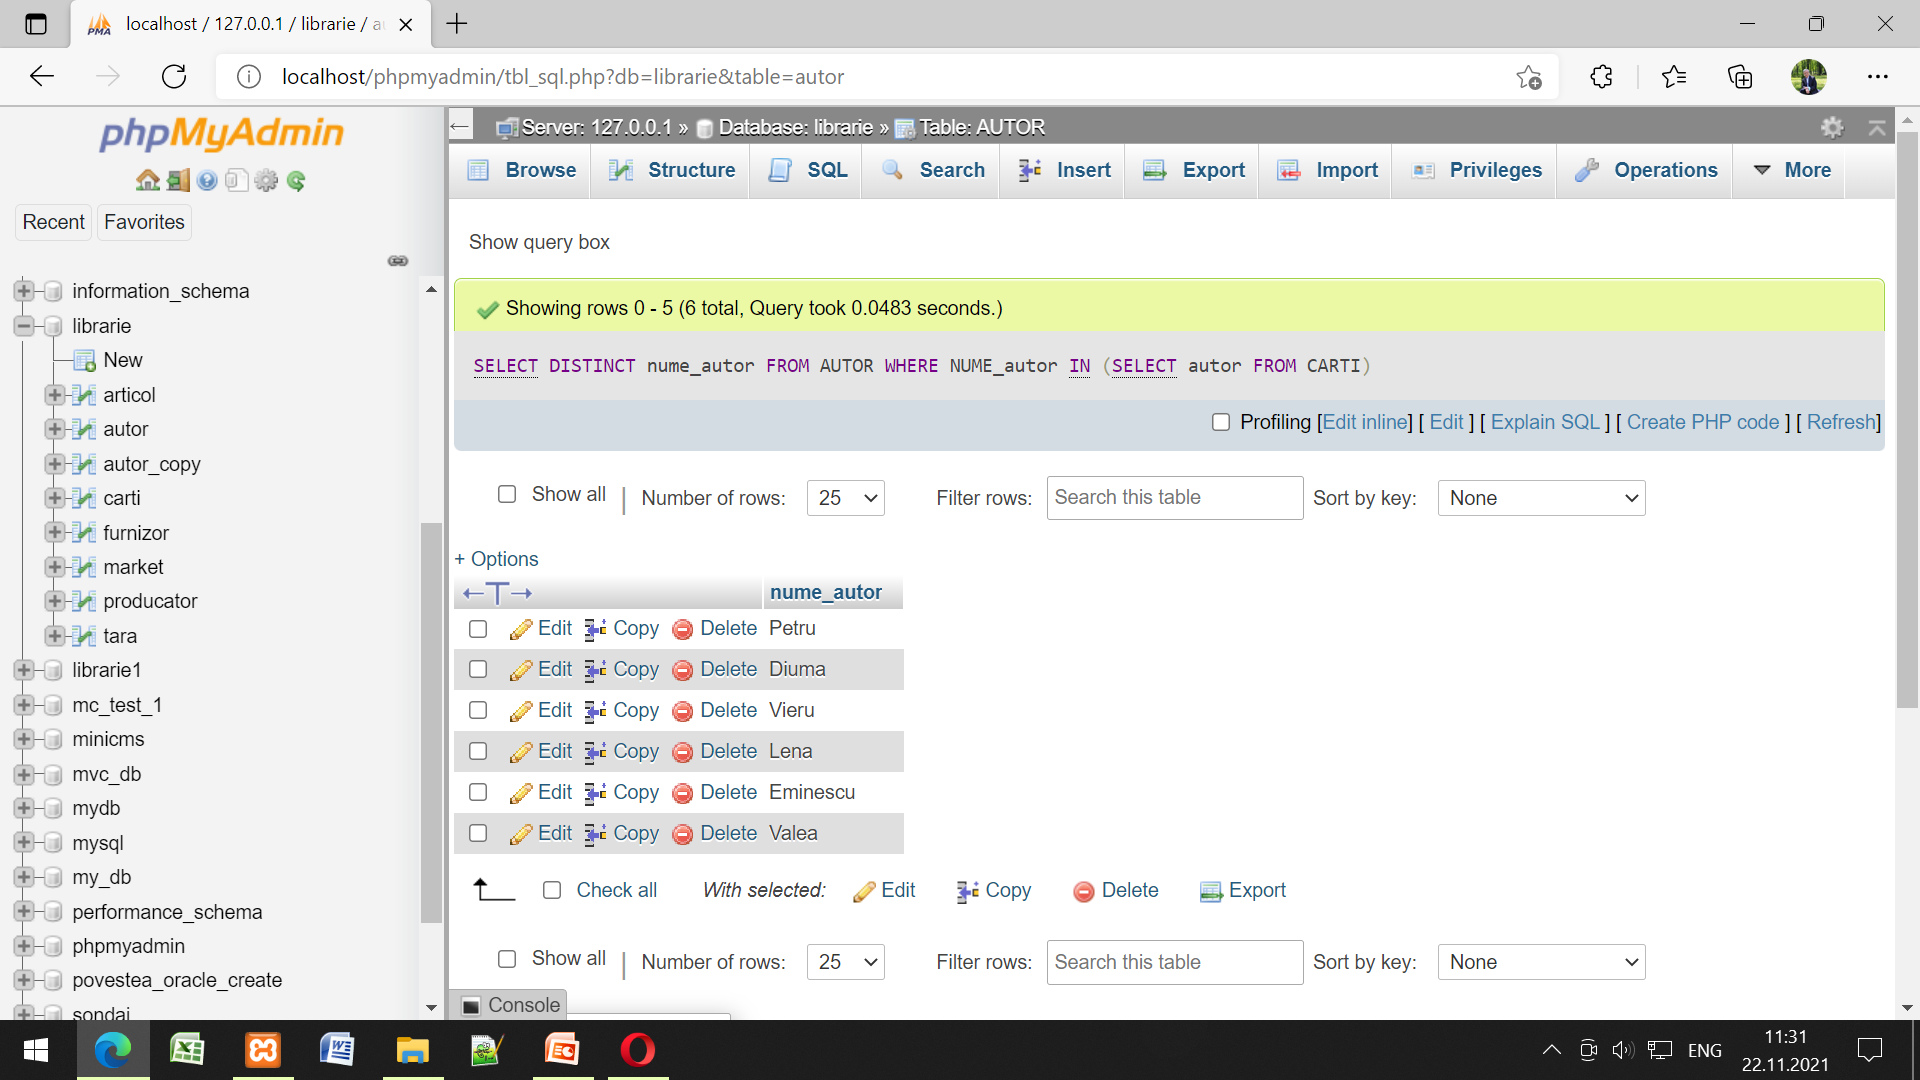 localhost / 127.0.0.1 / librarie / au
localhost/phpmyadmin/tbl_sql.php?db=librarie&table=autor
phpMyAdmin
Recent
Favorites
information_schema
librarie
New
articol
autor
autor_copy
carti
furnizor
market
producator
tara
librarie1
mc_test_1
minicms
mvc_db
mydb
mysql
my_db
performance_schema
phpmyadmin
povestea_oracle_create
sondaj
Server: 127.0.0.1 » Database: librarie » Table: AUTOR
Browse Structure SQL Search Insert Export Import Privileges Operations More
Show query box
Showing rows 0 - 5 (6 total, Query took 0.0483 seconds.)
SELECT DISTINCT nume_autor FROM AUTOR WHERE NUME_autor IN (SELECT autor FROM CARTI)
Profiling [Edit inline] [ Edit ] [ Explain SQL ] [ Create PHP code ] [ Refresh]
Show all | Number of rows: 25 Filter rows: Search this table Sort by key: None
+ Options
←T→ nume_autor
Edit Copy Delete Petru
Edit Copy Delete Diuma
Edit Copy Delete Vieru
Edit Copy Delete Lena
Edit Copy Delete Eminescu
Edit Copy Delete Valea
Check all With selected: Edit Copy Delete Export
Show all | Number of rows: 25 Filter rows: Search this table Sort by key: None
Console
ENG
11:31
22.11.2021